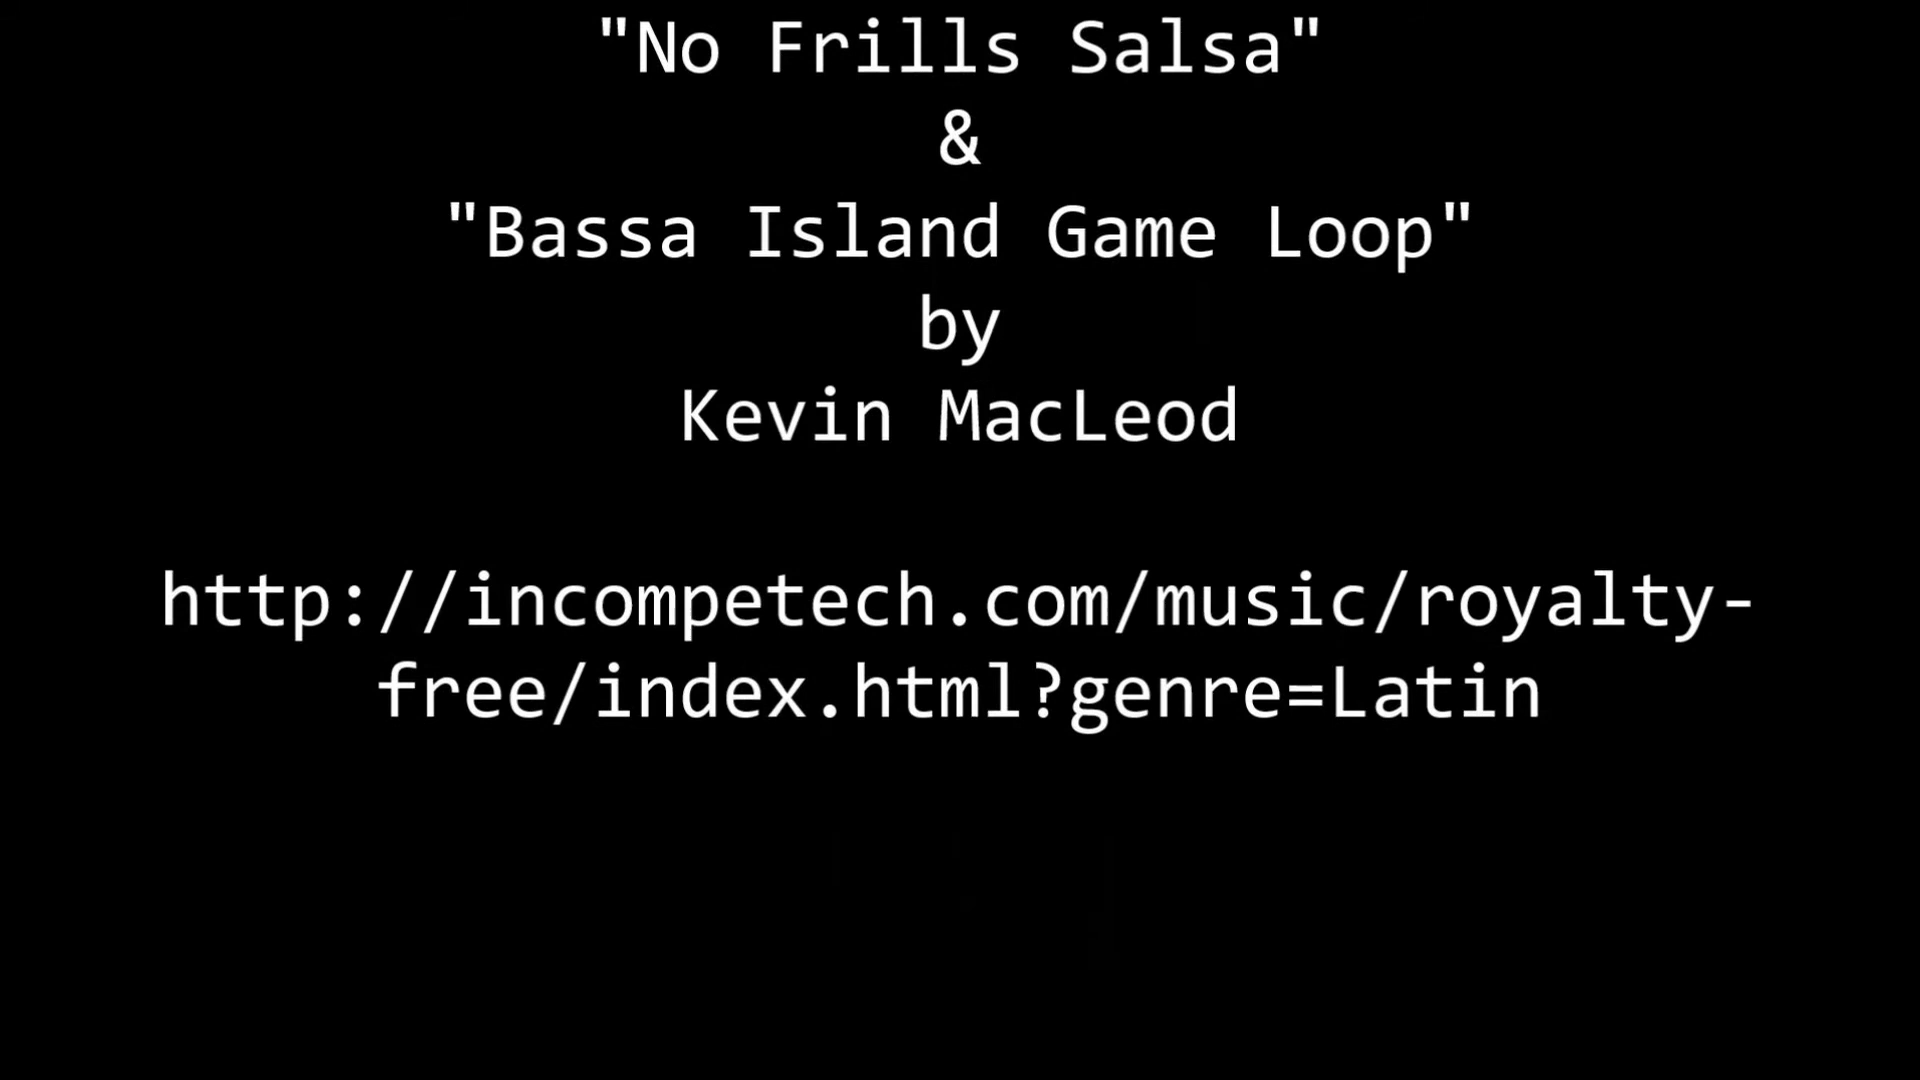 "No Frills Salsa"
&
"Bassa Island Game Loop"
by
Kevin MacLeod
http://incompetech.com/music/royalty-
free/index.html?genre=Latin